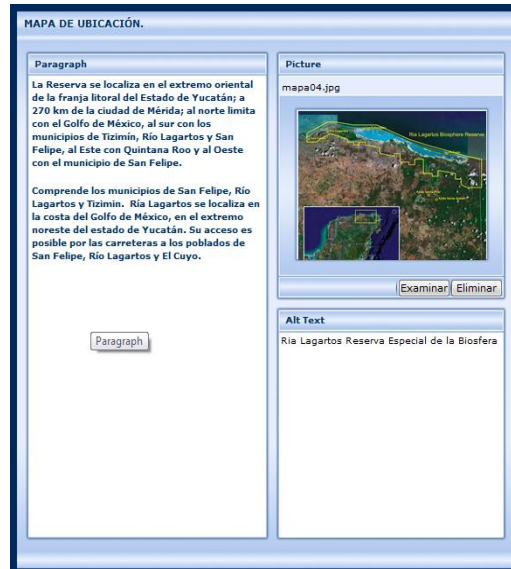 MAPA DE UBICACIÓN.
Paragraph
La Reserva se localiza en el extremo oriental
de la franja litoral del Estado de Yucatán; a
270 km de la ciudad de Mérida; al norte limita
con el Golfo de México, al sur con los
municipios de Tizimín, Río Lagartos y San
Felipe, al Este con Quintana Roo y al Oeste
con el municipio de San Felipe.
Comprende los municipios de San Felipe, Río
Lagartos y Tizimin. Ría Lagartos se localiza en
la costa del Golfo de México, en el extremo
noreste del estado de Yucatán. Su acceso es
posible por las carreteras a los poblados de
San Felipe, Río Lagartos y El Cuyo.
Paragraph
Picture
mapa04.jpg
Ria Lagartos Biosphere Reserve
Examinar Eliminar
Alt Text
Ria Lagartos Reserva Especial de la Biosfera